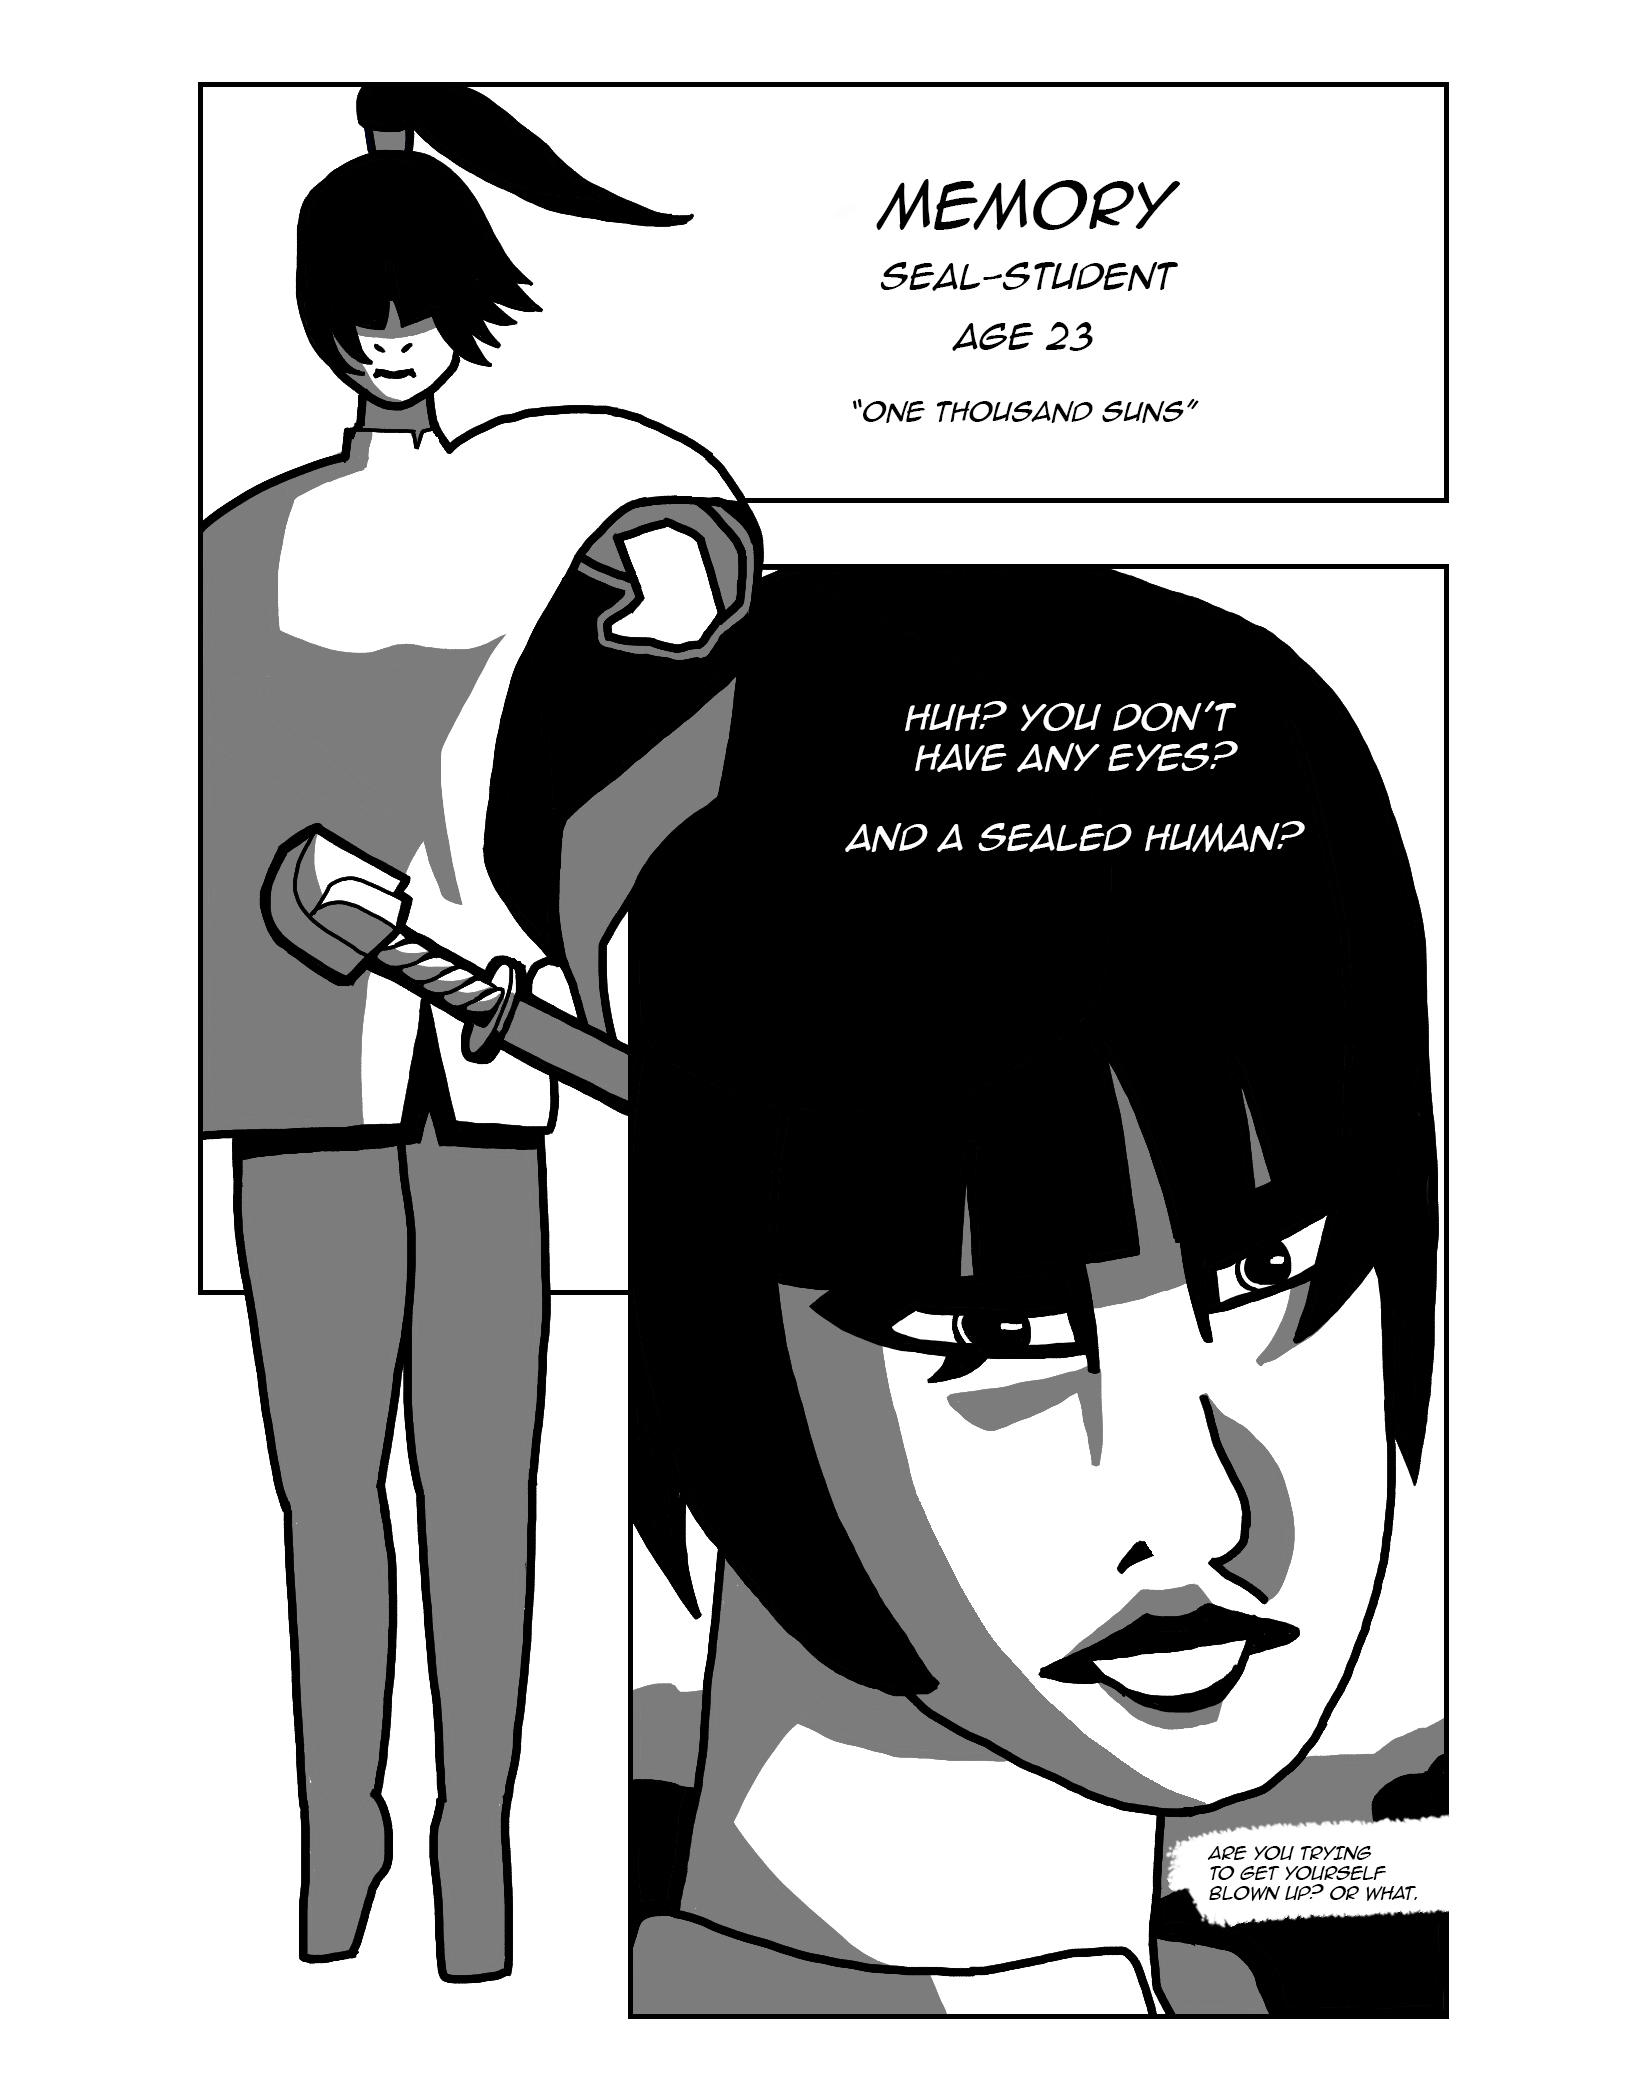 MEMORY
SEAL-STUDENT
AGE 23
"ONE THOUSAND SUNS"
HUH? YOU DON'T
HAVE ANY EYES?
AND A SEALED HUMAN?
ARE YOU TRYING
TO GET YOURSELF
BLOWN UP? OR WHAT.